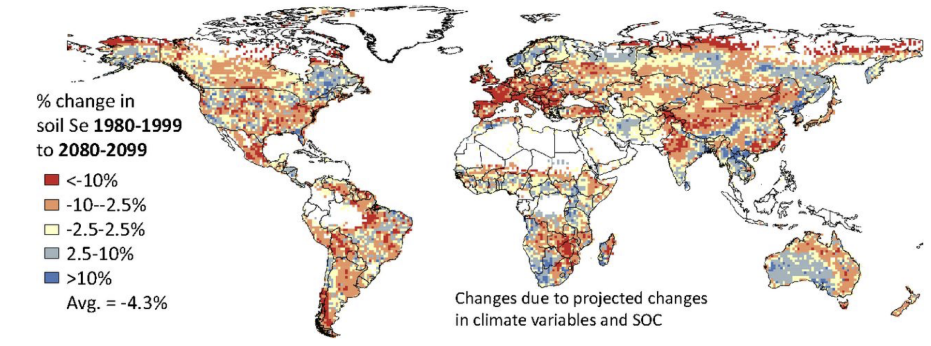 % change in
soil Se 1980-1999
to 2080-2099
<-10%
-10--2.5%
-2.5-2.5%
2.5-10%
>10%
Avg. = -4.3%
Changes due to projected changes
in climate variables and SOC